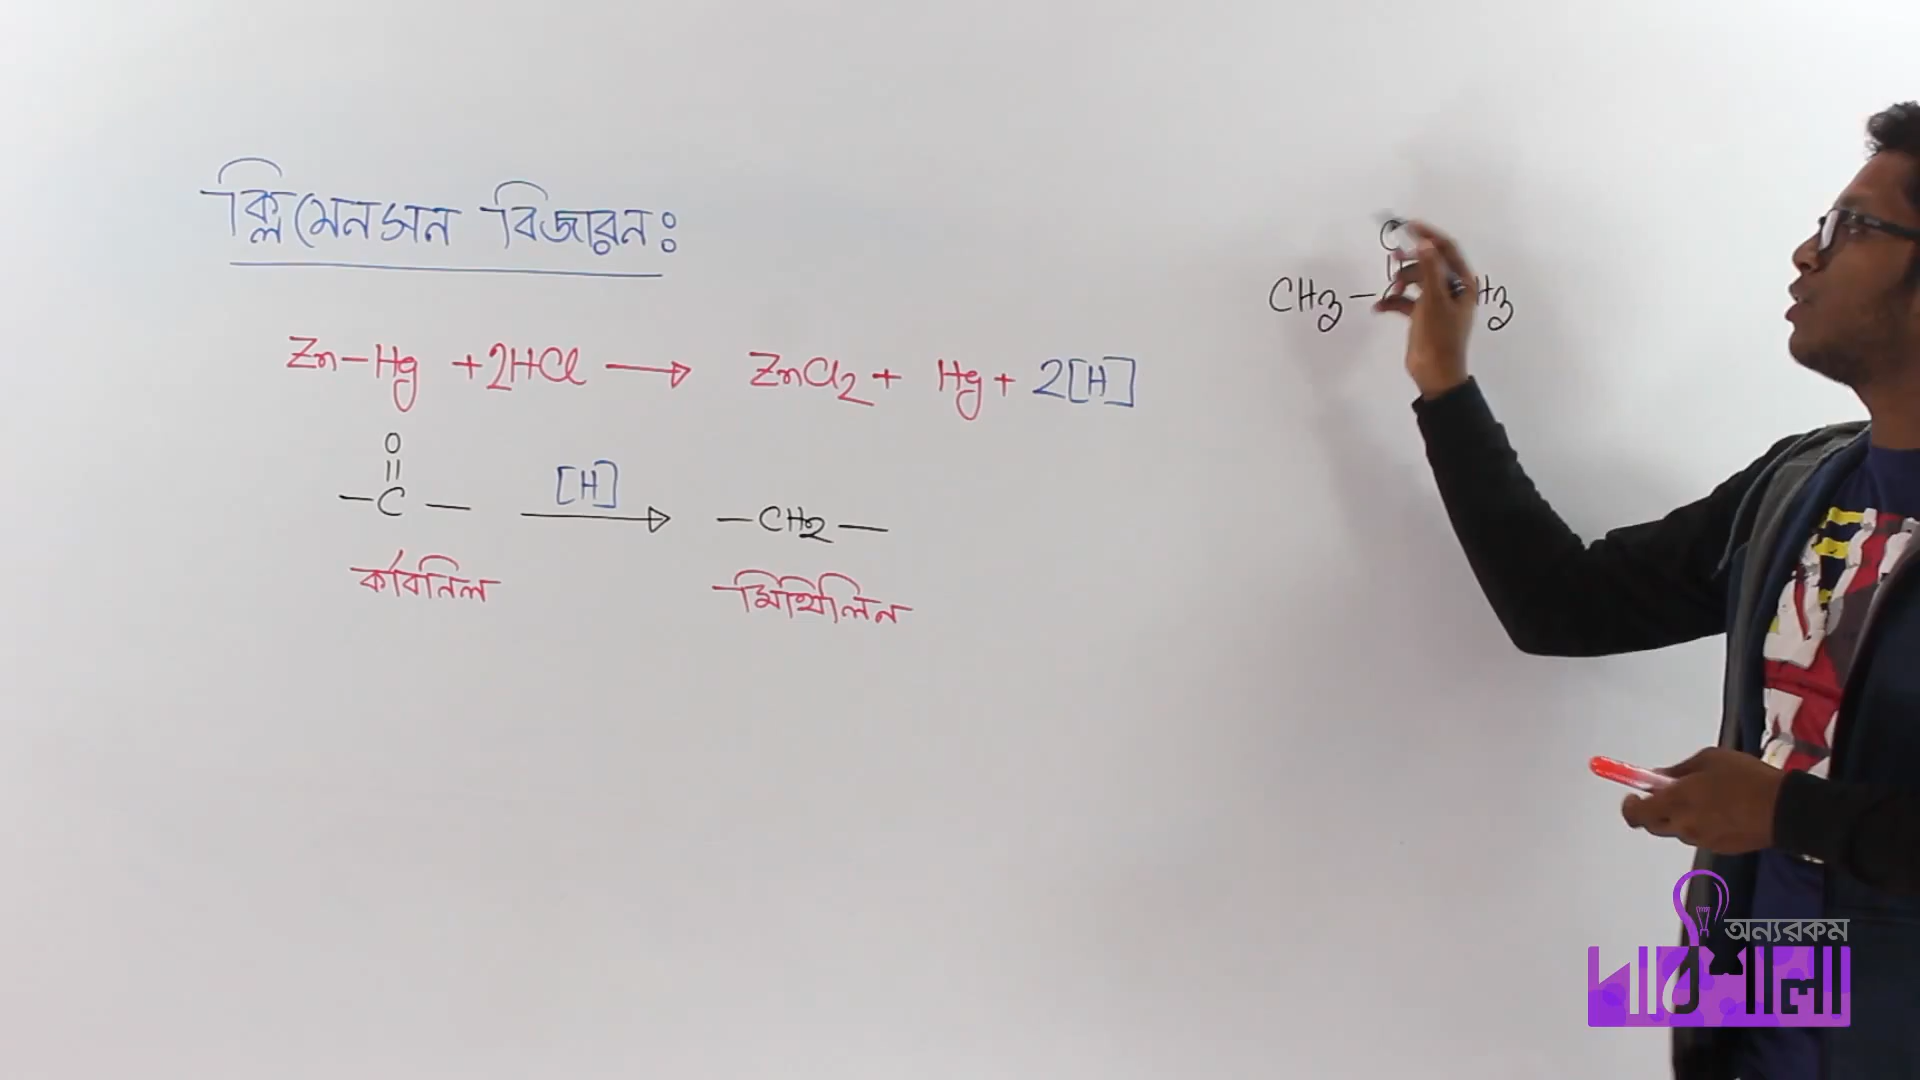 ক্লিমেনসন বিজারন:
Zn-Hg + 2HCl → ZnCl2 + Hg + 2[H]
O
||
-C- [H] → -CH2-
কার্বনিল মিথিলিন
CH3-
অন্যরকম
পাঠশালা